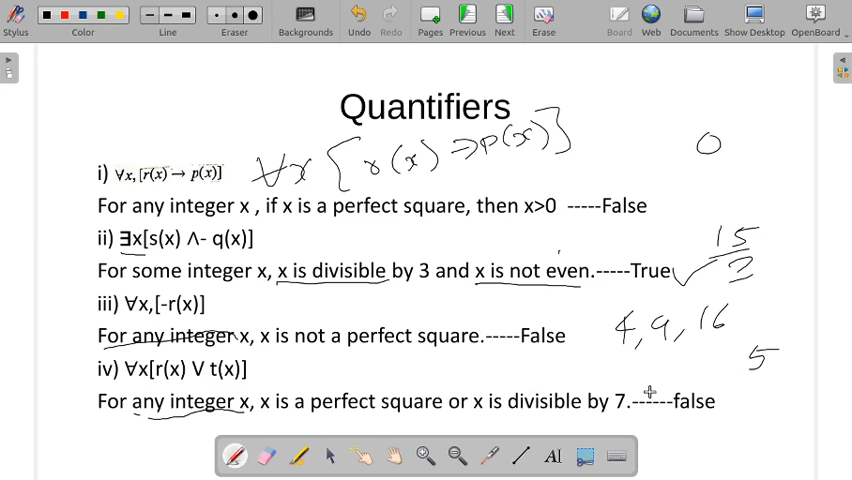 Stylus Color Line Eraser Backgrounds Undo Redo Pages Previous Next Erase Board Web Documents Show Desktop OpenBoard
Quantifiers
i) ∀x,[r(x) → p(x)] ∀x [r(x) ⇒ p(x)] 0
For any integer x , if x is a perfect square, then x>0 -----False
ii) ∃x[s(x) Λ- q(x)] 15
For some integer x, x is divisible by 3 and x is not even.-----True ✓ 3
iii) ∀x,[-r(x)] 4, 9, 16
For any integer x, x is not a perfect square.-----False
iv) ∀x[r(x) V t(x)] 5
For any integer x, x is a perfect square or x is divisible by 7.------false
AI